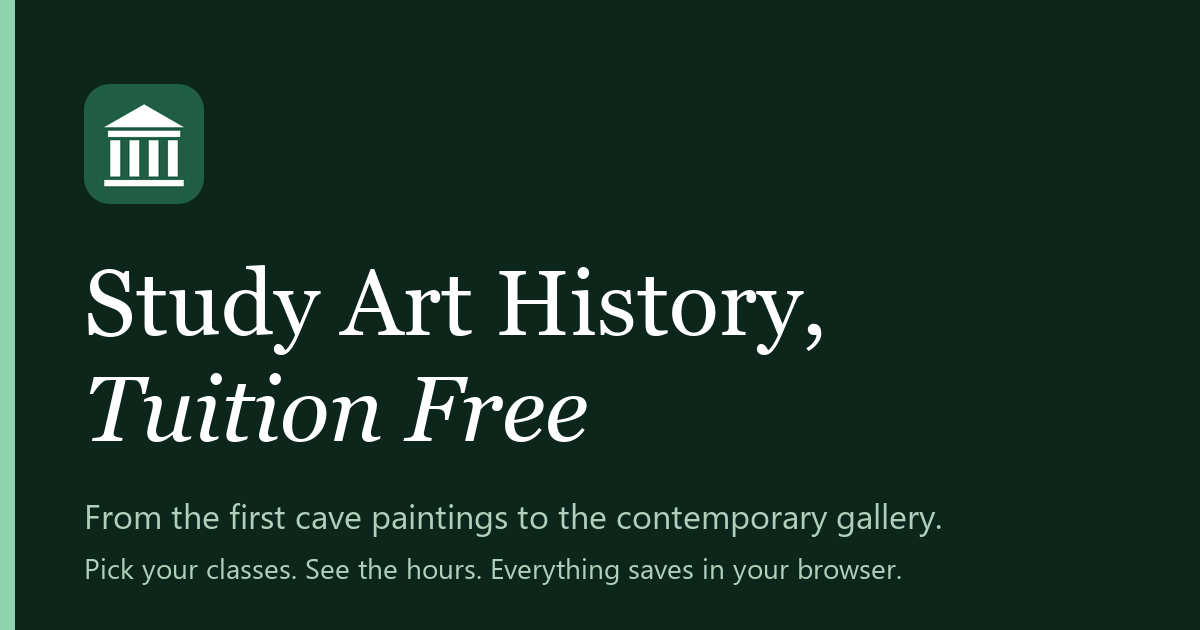 Study Art History,
Tuition Free
From the first cave paintings to the contemporary gallery.
Pick your classes. See the hours. Everything saves in your browser.